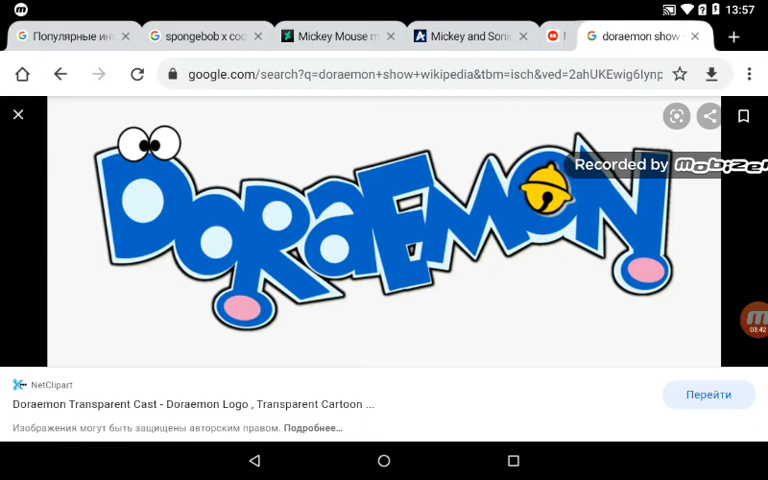 13:57
Популярные ин
spongebob x coc
Mickey Mouse m
Mickey and Sonic
doraemon show
google.com/search?q=doraemon+show+wikipedia&tbm=isch&ved=2ahUKEwig6Iynp
Recorded by Mobizen
DORAEMON
03:42
NetClipart
Doraemon Transparent Cast - Doraemon Logo , Transparent Cartoon ...
Перейти
Изображения могут быть защищены авторским правом. Подробнее...